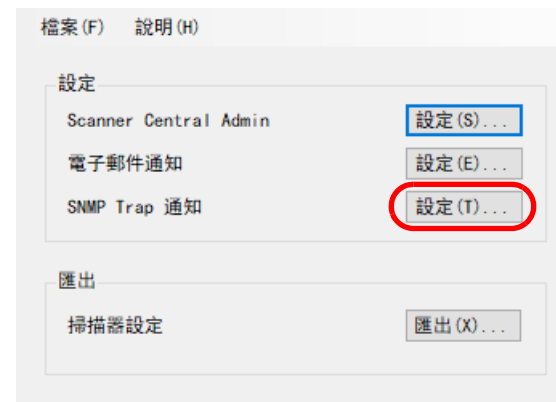 檔案(F) 說明(H)
設定
Scanner Central Admin 設定(S)...
電子郵件通知 設定(E)...
SNMP Trap 通知 設定(T)...
匯出
掃描器設定 匯出(X)...